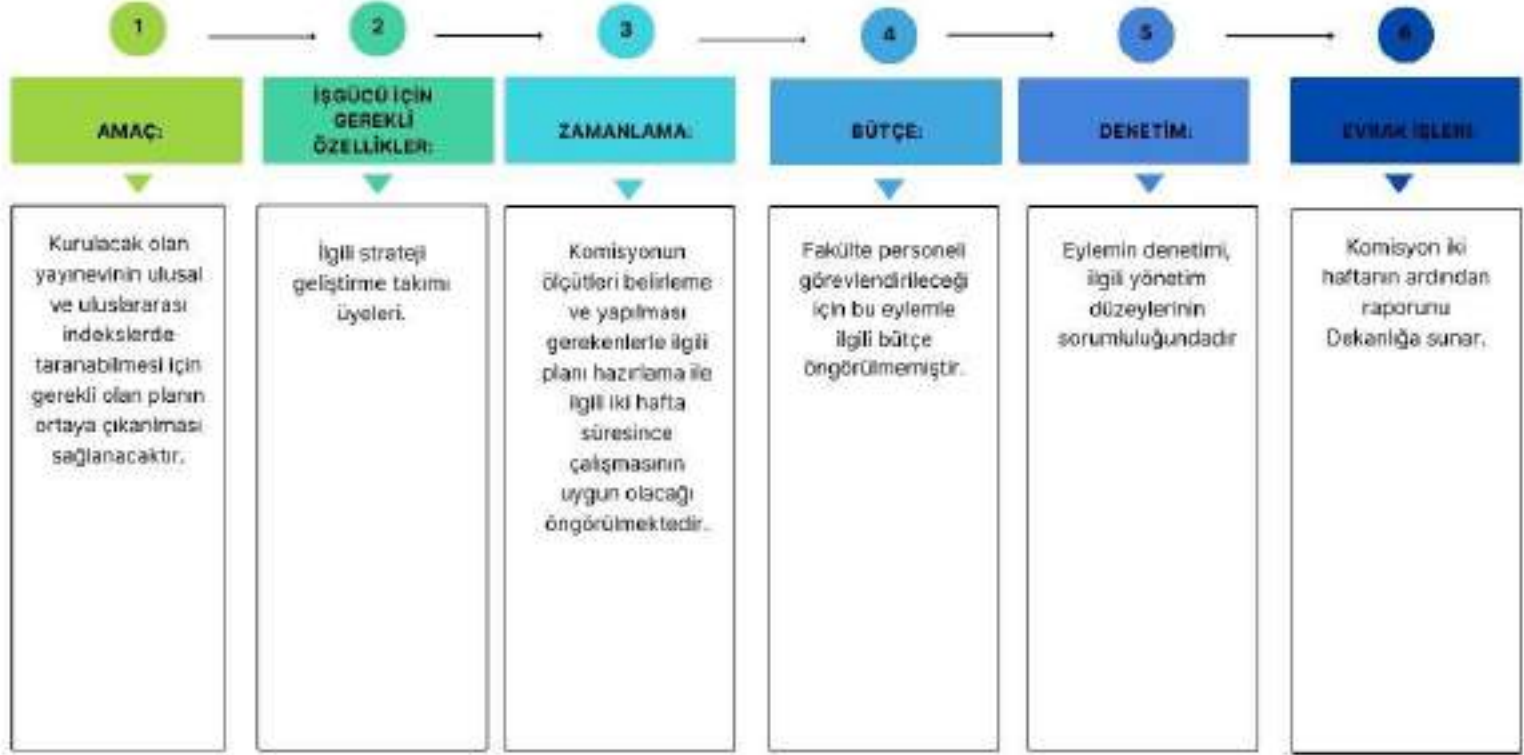 1
2
3
4
5
6
AMAÇ:
İŞGÜCÜ İÇİN
GEREKLİ
ÖZELLİKLER:
ZAMANLAMA:
BÜTÇE:
DENETİM:
EVRAK İŞLERİ:
Kurulacak olan
yayınevinin ulusal
ve uluslararası
indekslerde
taranabilmesi için
gerekli olan planın
ortaya çıkarılması
sağlanacaktır.
İlgili strateji
geliştirme takımı
üyeleri.
Komisyonun
ölçütleri belirleme
ve yapılması
gerekenlerle ilgili
planı hazırlama ile
ilgili iki hafta
süresince
çalışmasının
uygun olacağı
öngörülmektedir.
Fakülte personeli
görevlendirileceği
için bu eylemle
ilgili bütçe
öngörülmemiştir.
Eylemin denetimi,
ilgili yönetim
düzeylerinin
sorumluluğundadır
Komisyon iki
haftanın ardından
raporunu
Dekanlığa sunar.